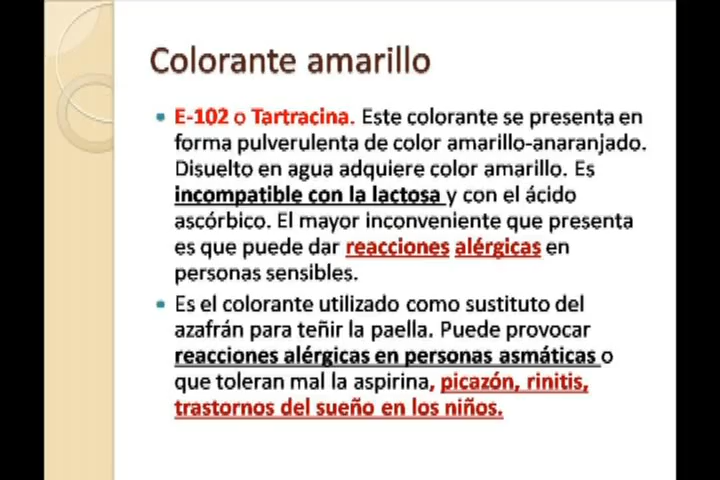 Colorante amarillo
E-102 o Tartracina. Este colorante se presenta en
forma pulverulenta de color amarillo-anaranjado.
Disuelto en agua adquiere color amarillo. Es
incompatible con la lactosa y con el ácido
ascórbico. El mayor inconveniente que presenta
es que puede dar reacciones alérgicas en
personas sensibles.
Es el colorante utilizado como sustituto del
azafrán para teñir la paella. Puede provocar
reacciones alérgicas en personas asmáticas o
que toleran mal la aspirina, picazón, rinitis,
trastornos del sueño en los niños.